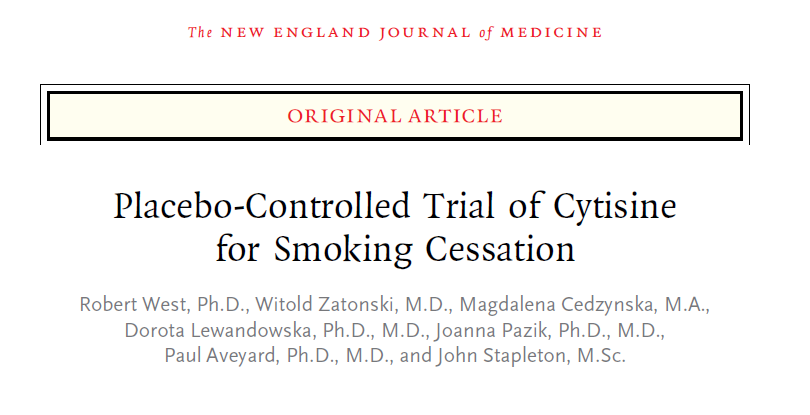 The NEW ENGLAND JOURNAL of MEDICINE
ORIGINAL ARTICLE
Placebo-Controlled Trial of Cytisine
for Smoking Cessation
Robert West, Ph.D., Witold Zatonski, M.D., Magdalena Cedzynska, M.A.,
Dorota Lewandowska, Ph.D., M.D., Joanna Pazik, Ph.D., M.D.,
Paul Aveyard, Ph.D., M.D., and John Stapleton, M.Sc.